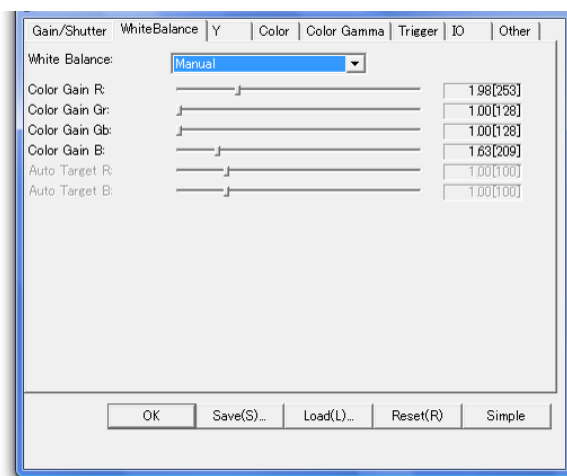 Gain/Shutter WhiteBalance Y Color Color Gamma Trigger IO Other
White Balance: Manual
Color Gain R: 1.98[253]
Color Gain Gr: 1.00[128]
Color Gain Gb: 1.00[128]
Color Gain B: 1.63[209]
Auto Target R: 1.00[100]
Auto Target B: 1.00[100]
OK Save(S)... Load(L)... Reset(R) Simple